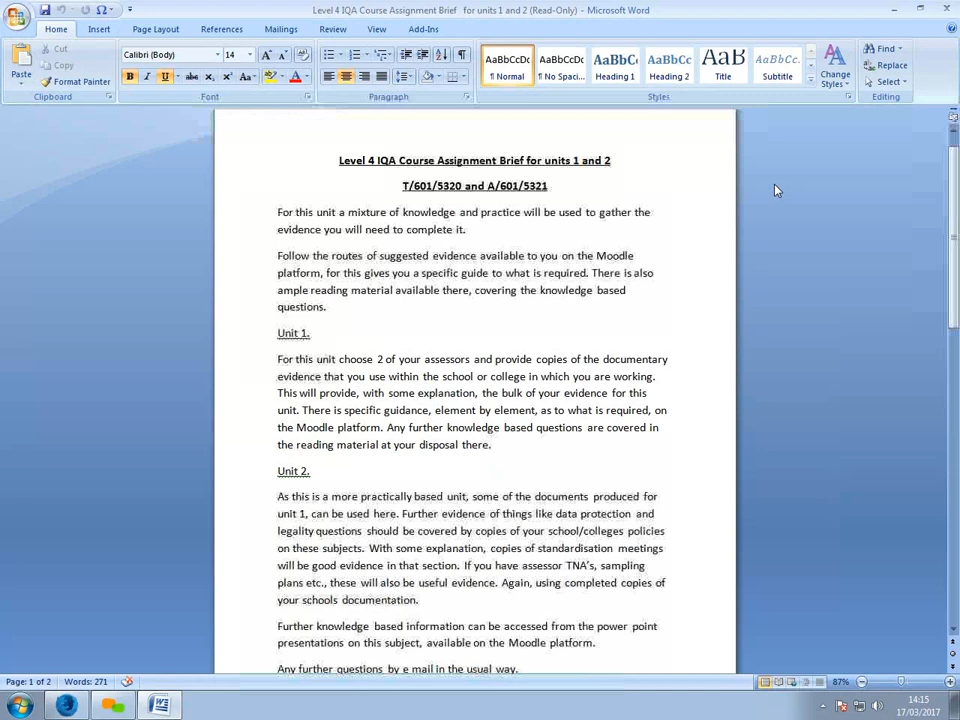 Level 4 IQA Course Assignment Brief for units 1 and 2 (Read-Only) - Microsoft Word
Home Insert Page Layout References Mailings Review View Add-Ins
Paste
Cut
Copy
Format Painter
Clipboard
Calibri (Body) 14
Font
Paragraph
AaBbCcDc AaBbCcDc AaBbCc AaBbCc AaB AaBbCc.
¶ Normal ¶ No Spaci... Heading 1 Heading 2 Title Subtitle
Change Styles
Styles
Find
Replace
Select
Editing
Level 4 IQA Course Assignment Brief for units 1 and 2
T/601/5320 and A/601/5321
For this unit a mixture of knowledge and practice will be used to gather the
evidence you will need to complete it.
Follow the routes of suggested evidence available to you on the Moodle
platform, for this gives you a specific guide to what is required. There is also
ample reading material available there, covering the knowledge based
questions.
Unit 1.
For this unit choose 2 of your assessors and provide copies of the documentary
evidence that you use within the school or college in which you are working.
This will provide, with some explanation, the bulk of your evidence for this
unit. There is specific guidance, element by element, as to what is required, on
the Moodle platform. Any further knowledge based questions are covered in
the reading material at your disposal there.
Unit 2.
As this is a more practically based unit, some of the documents produced for
unit 1, can be used here. Further evidence of things like data protection and
legality questions should be covered by copies of your school/colleges policies
on these subjects. With some explanation, copies of standardisation meetings
will be good evidence in that section. If you have assessor TNA's, sampling
plans etc., these will also be useful evidence. Again, using completed copies of
your schools documentation.
Further knowledge based information can be accessed from the power point
presentations on this subject, available on the Moodle platform.
Any further questions by e mail in the usual way.
Page: 1 of 2 Words: 271 87%
14:15
17/03/2017